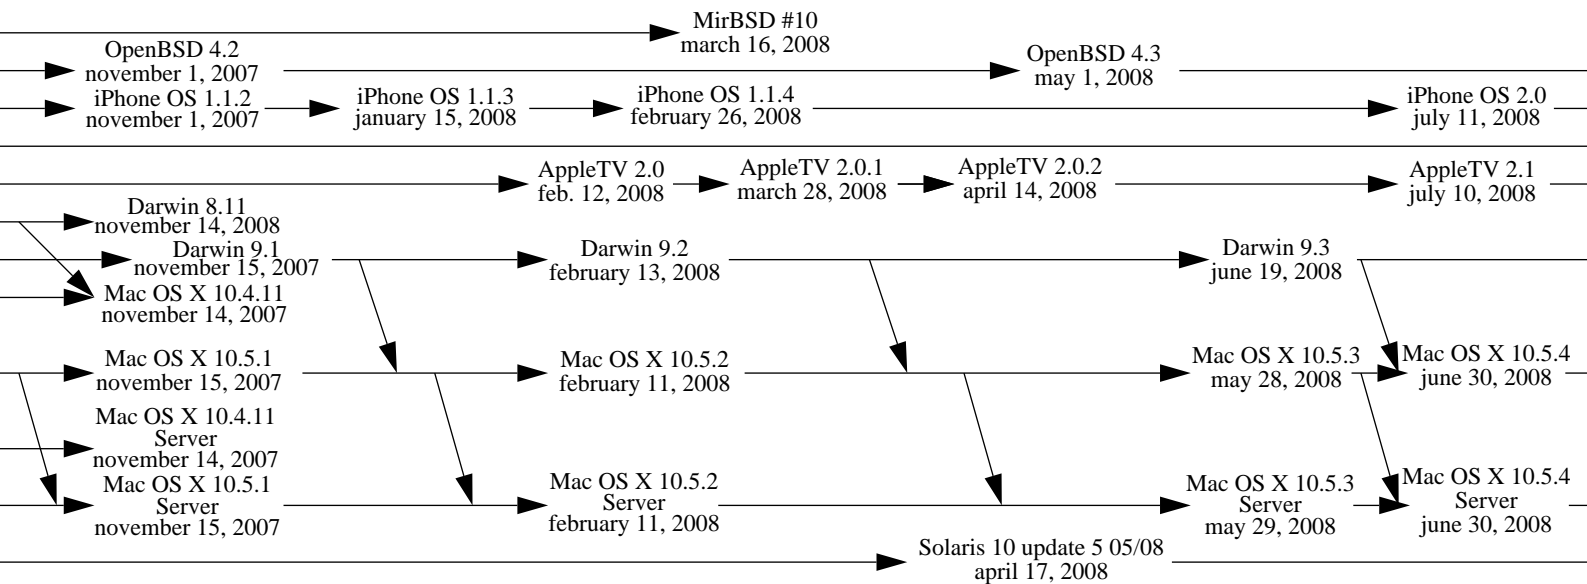 MirBSD #10
march 16, 2008
OpenBSD 4.2
november 1, 2007
OpenBSD 4.3
may 1, 2008
iPhone OS 1.1.2
november 1, 2007
iPhone OS 1.1.3
january 15, 2008
iPhone OS 1.1.4
february 26, 2008
iPhone OS 2.0
july 11, 2008
AppleTV 2.0
feb. 12, 2008
AppleTV 2.0.1
march 28, 2008
AppleTV 2.0.2
april 14, 2008
AppleTV 2.1
july 10, 2008
Darwin 8.11
november 14, 2008
Darwin 9.1
november 15, 2007
Darwin 9.2
february 13, 2008
Darwin 9.3
june 19, 2008
Mac OS X 10.4.11
november 14, 2007
Mac OS X 10.5.1
november 15, 2007
Mac OS X 10.5.2
february 11, 2008
Mac OS X 10.5.3
may 28, 2008
Mac OS X 10.5.4
june 30, 2008
Mac OS X 10.4.11
Server
november 14, 2007
Mac OS X 10.5.1
Server
november 15, 2007
Mac OS X 10.5.2
Server
february 11, 2008
Mac OS X 10.5.3
Server
may 29, 2008
Mac OS X 10.5.4
Server
june 30, 2008
Solaris 10 update 5 05/08
april 17, 2008